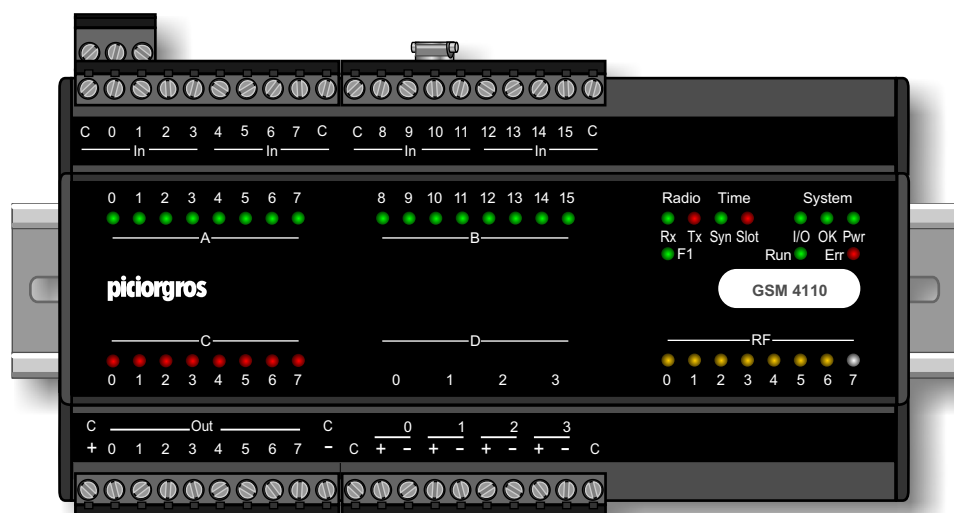 C 0 1 2 3 4 5 6 7 C C 8 9 10 11 12 13 14 15 C
In In In In
0 1 2 3 4 5 6 7 8 9 10 11 12 13 14 15 Radio Time System
A B
Rx Tx Syn Slot I/O OK Pwr
F1 Run Err
piciorgros GSM 4110
C D RF
0 1 2 3 4 5 6 7 0 1 2 3 0 1 2 3 4 5 6 7
C Out C 0 1 2 3
+ 0 1 2 3 4 5 6 7 – C + – + – + – + – C